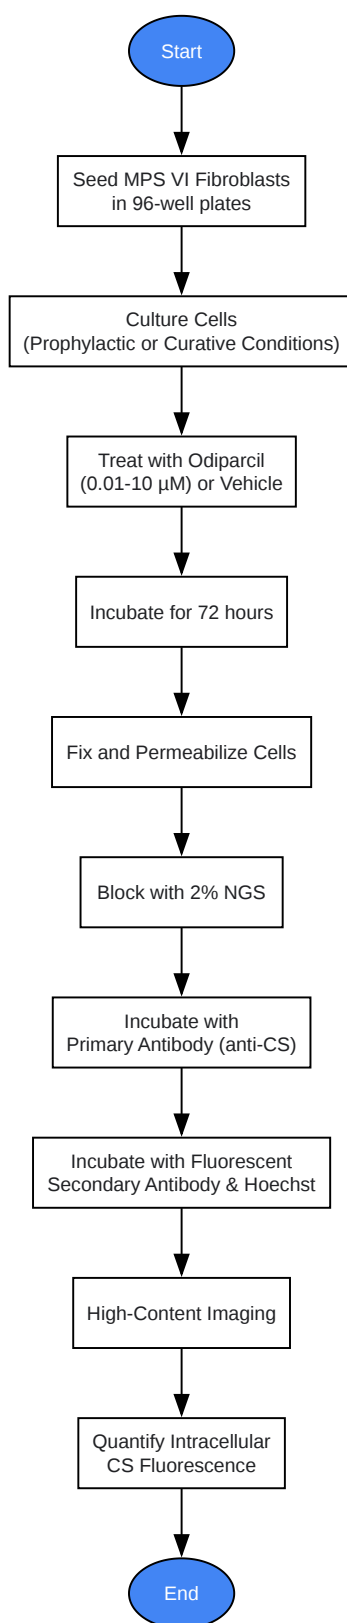 Start
Seed MPS VI Fibroblasts
in 96-well plates
Culture Cells
(Prophylactic or Curative Conditions)
Treat with Odiparcil
(0.01-10 µM) or Vehicle
Incubate for 72 hours
Fix and Permeabilize Cells
Block with 2% NGS
Incubate with
Primary Antibody (anti-CS)
Incubate with Fluorescent
Secondary Antibody & Hoechst
High-Content Imaging
Quantify Intracellular
CS Fluorescence
End